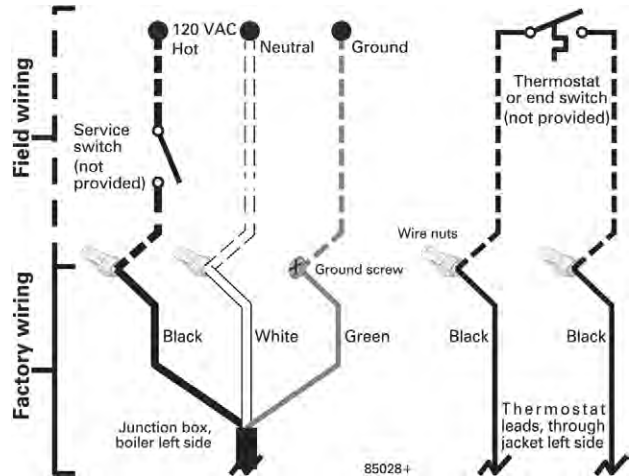 120 VAC
Hot
Neutral
Ground
Thermostat
or end switch
(not provided)
Service
switch
(not
provided)
Field wiring
Wire nuts
Ground screw
Factory wiring
Black
White
Green
Black
Black
Junction box,
boiler left side
Thermostat
leads, through
jacket left side
85028+